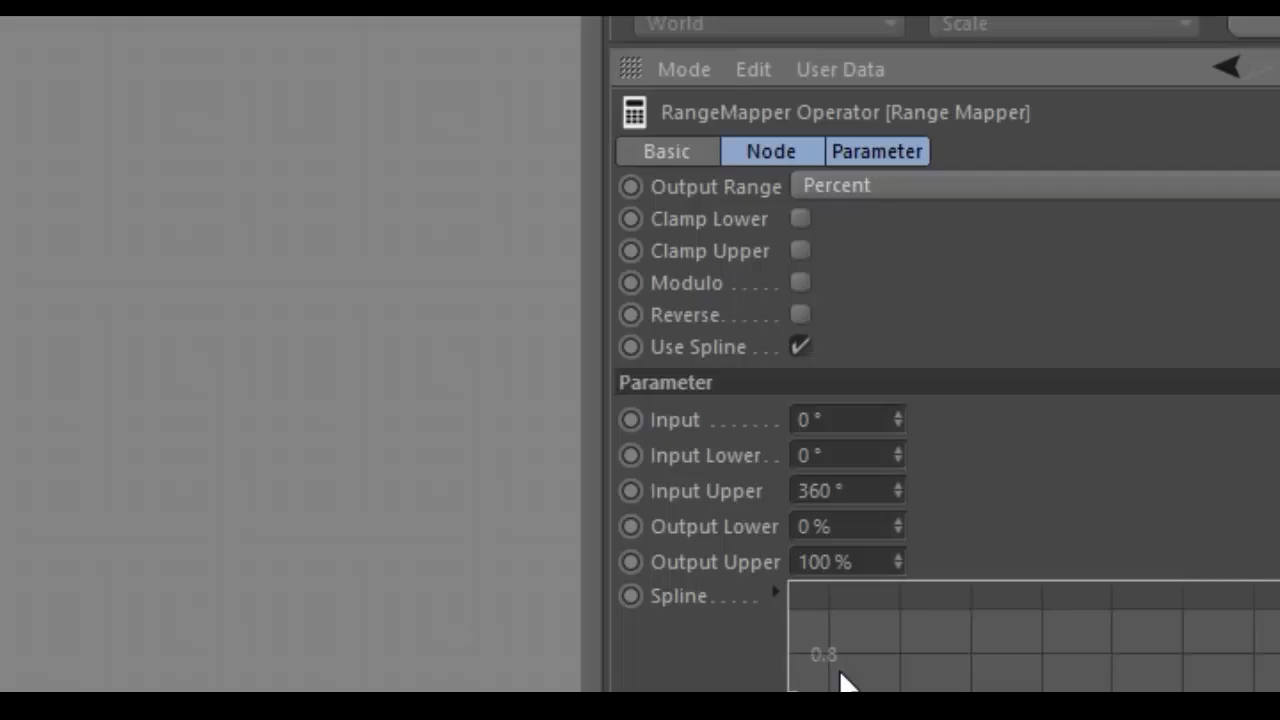 World Scale
Mode Edit User Data
RangeMapper Operator [Range Mapper]
Basic Node Parameter
Output Range Percent
Clamp Lower
Clamp Upper
Modulo . . . . .
Reverse. . . . . .
Use Spline . . .
Parameter
Input . . . . . . . 0 °
Input Lower. . 0 °
Input Upper 360 °
Output Lower 0 %
Output Upper 100 %
Spline. . . . .
0.8